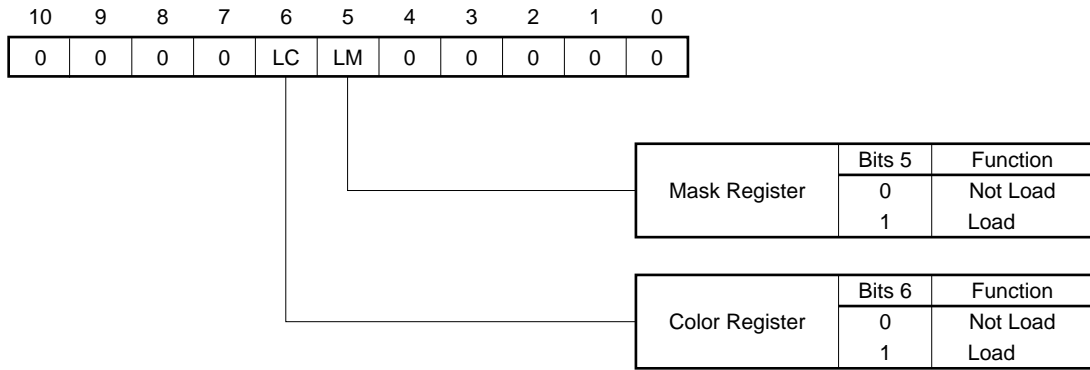 10 9 8 7 6 5 4 3 2 1 0
0 0 0 0 LC LM 0 0 0 0 0
Bits 5 Function
Mask Register 0 Not Load
1 Load
Bits 6 Function
Color Register 0 Not Load
1 Load